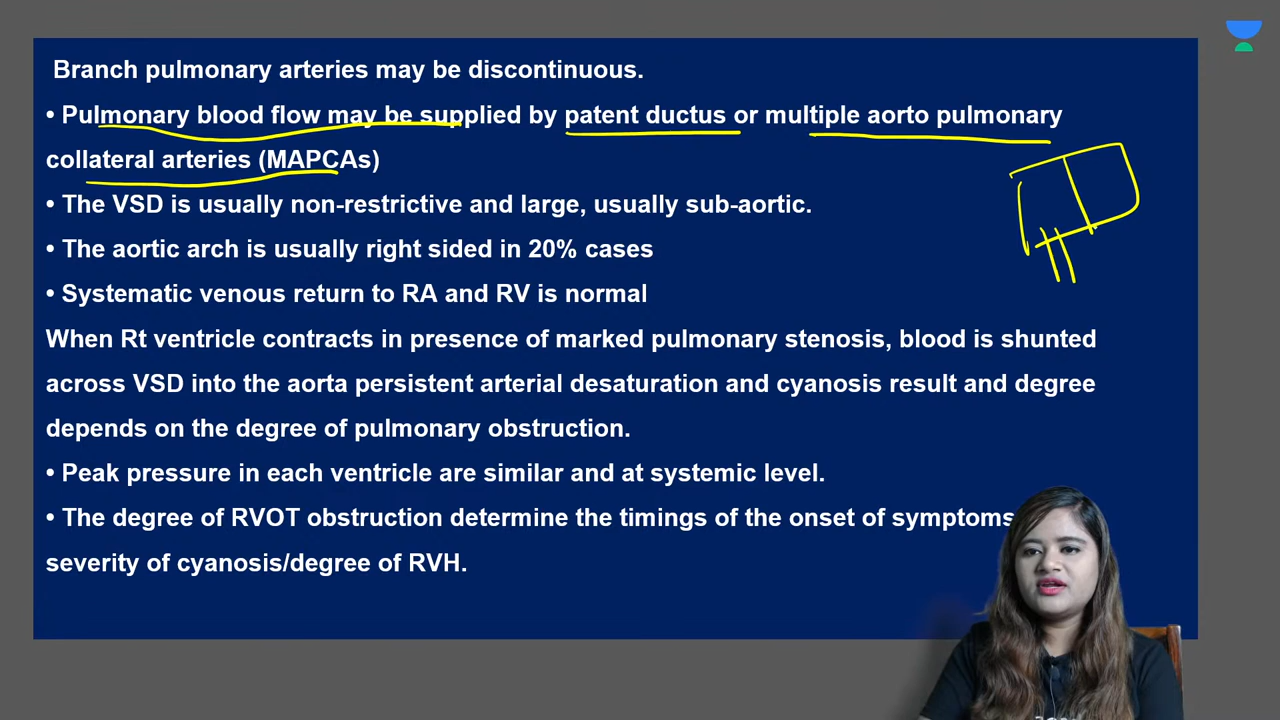 Branch pulmonary arteries may be discontinuous.
• Pulmonary blood flow may be supplied by patent ductus or multiple aorto pulmonary
collateral arteries (MAPCAs)
• The VSD is usually non-restrictive and large, usually sub-aortic.
• The aortic arch is usually right sided in 20% cases
• Systematic venous return to RA and RV is normal
When Rt ventricle contracts in presence of marked pulmonary stenosis, blood is shunted
across VSD into the aorta persistent arterial desaturation and cyanosis result and degree
depends on the degree of pulmonary obstruction.
• Peak pressure in each ventricle are similar and at systemic level.
• The degree of RVOT obstruction determine the timings of the onset of symptoms
severity of cyanosis/degree of RVH.